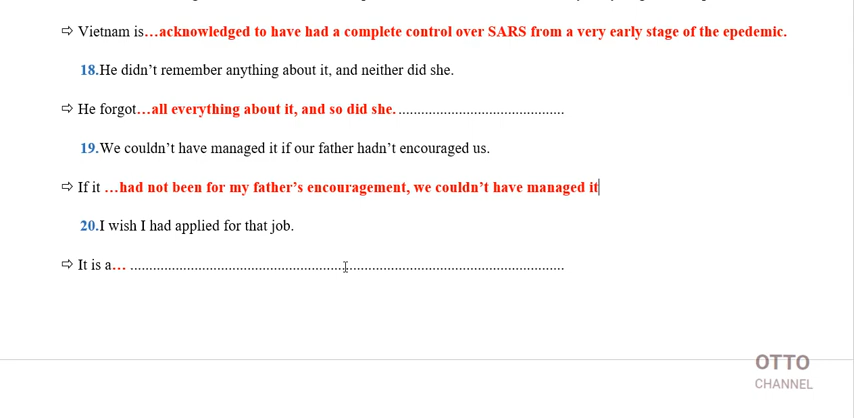 ⇨ Vietnam is…acknowledged to have had a complete control over SARS from a very early stage of the epedemic.
18.He didn’t remember anything about it, and neither did she.
⇨ He forgot…all everything about it, and so did she...........................................
19.We couldn’t have managed it if our father hadn’t encouraged us.
⇨ If it …had not been for my father’s encouragement, we couldn’t have managed it
20.I wish I had applied for that job.
⇨ It is a… .............................................................................................................
OTTO
CHANNEL